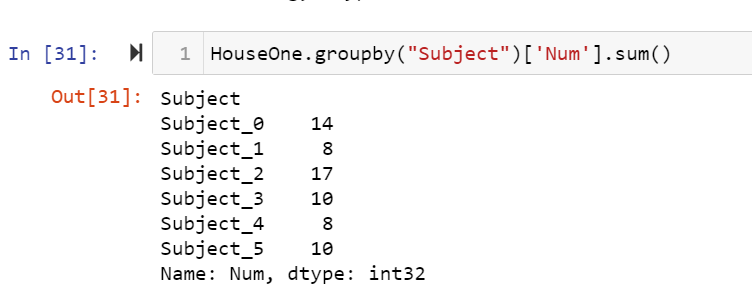 In [31]: 1 HouseOne.groupby("Subject")['Num'].sum()
Out[31]: Subject
Subject_0 14
Subject_1 8
Subject_2 17
Subject_3 10
Subject_4 8
Subject_5 10
Name: Num, dtype: int32